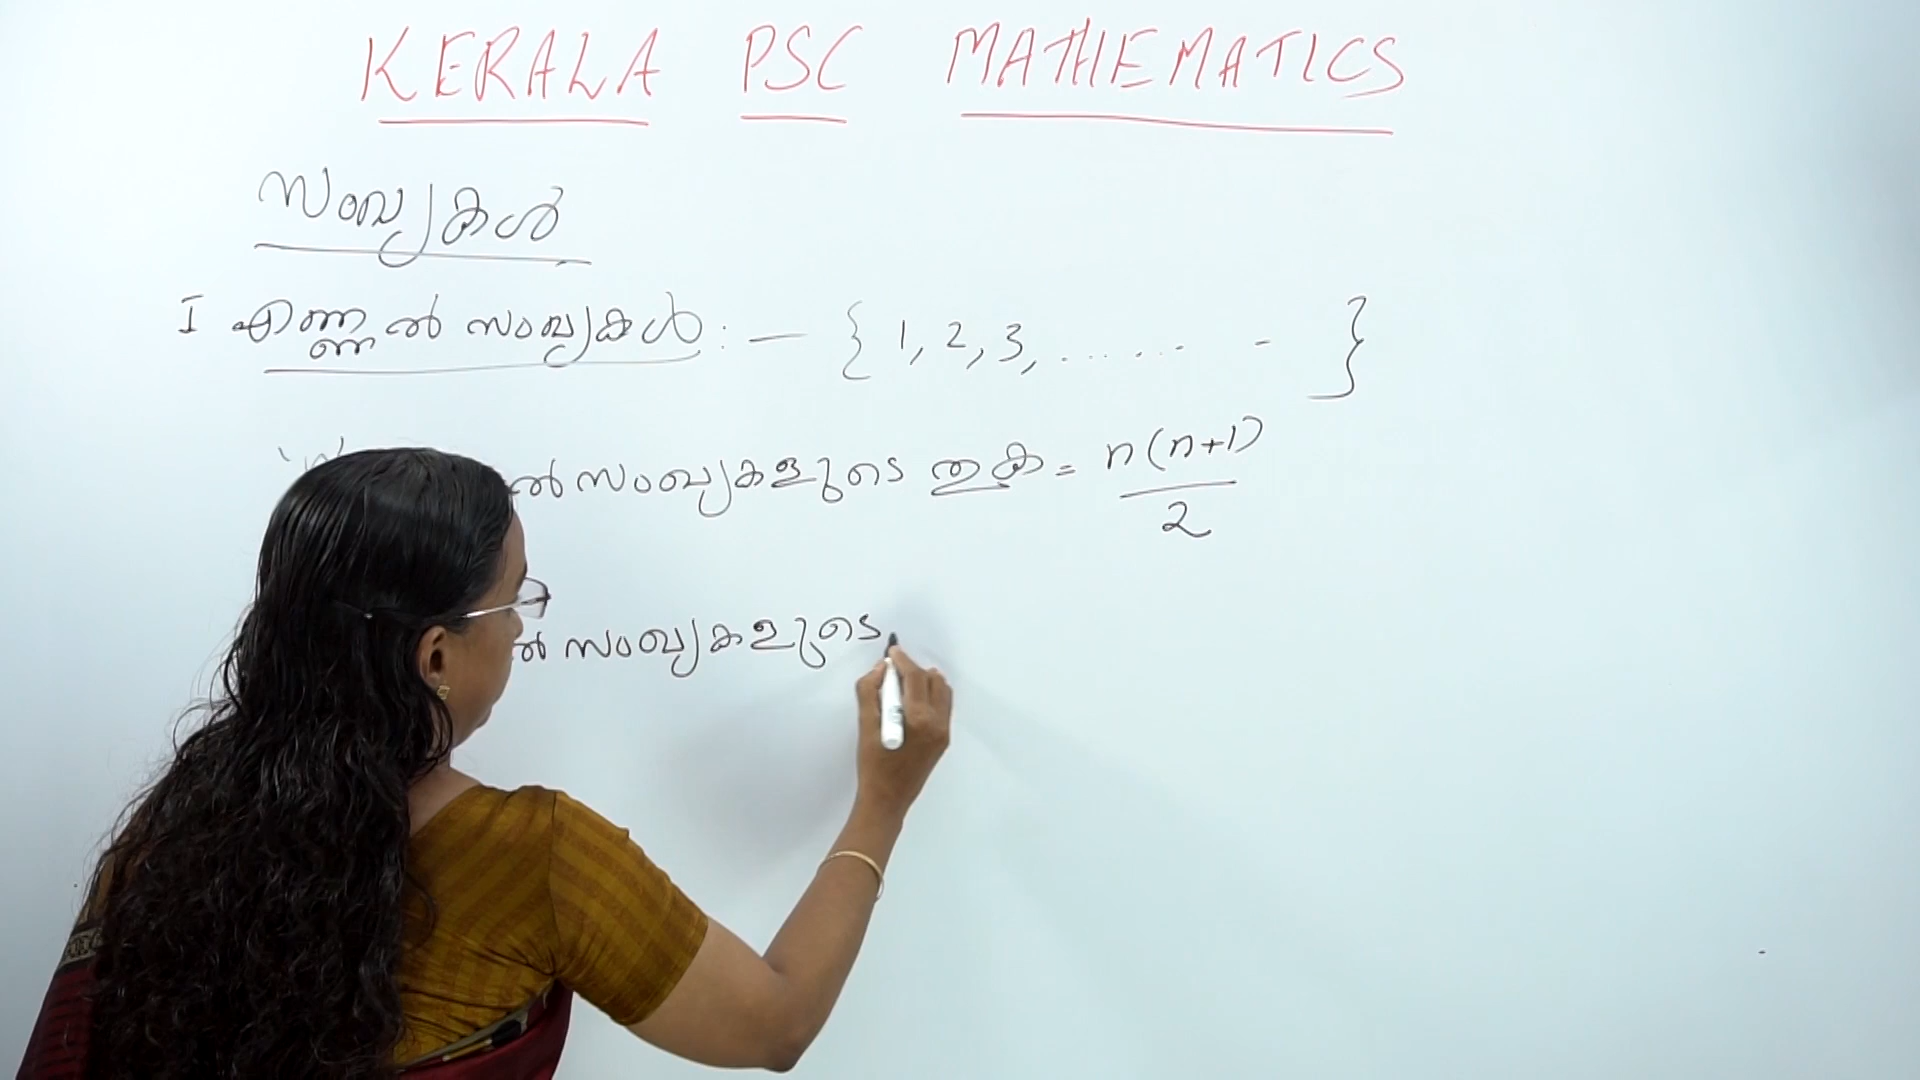 KERALA PSC MATHEMATICS
സംഖ്യകൾ
I എണ്ണൽ സംഖ്യകൾ :— { 1, 2, 3, ...... - }
ൽ സംഖ്യകളുടെ തുക = n(n+1)/2
ൽ സംഖ്യകളുടെ